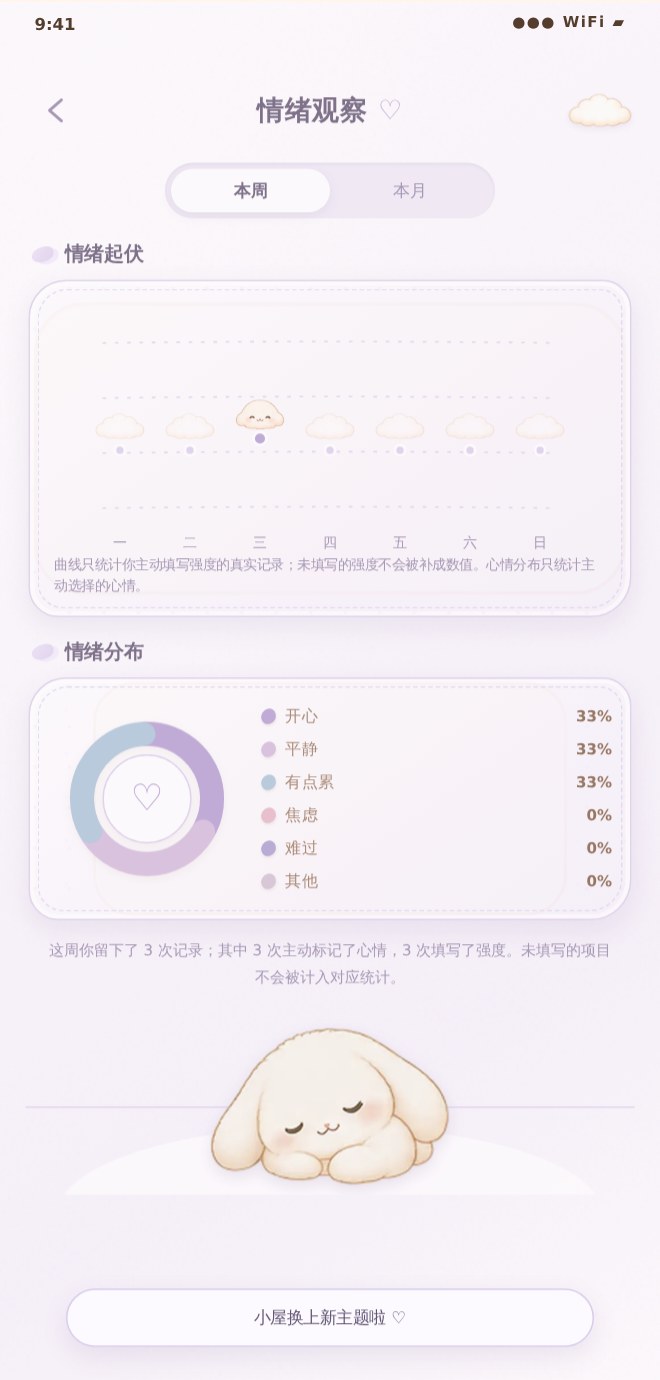 9:41
●●● WiFi ▰
情绪观察 ♡
本周
本月
情绪起伏
一 二 三 四 五 六 日
曲线只统计你主动填写强度的真实记录；未填写的强度不会被补成数值。心情分布只统计主
动选择的心情。
情绪分布
♡
开心 33%
平静 33%
有点累 33%
焦虑 0%
难过 0%
其他 0%
这周你留下了 3 次记录；其中 3 次主动标记了心情，3 次填写了强度。未填写的项目
不会被计入对应统计。
小屋换上新主题啦 ♡